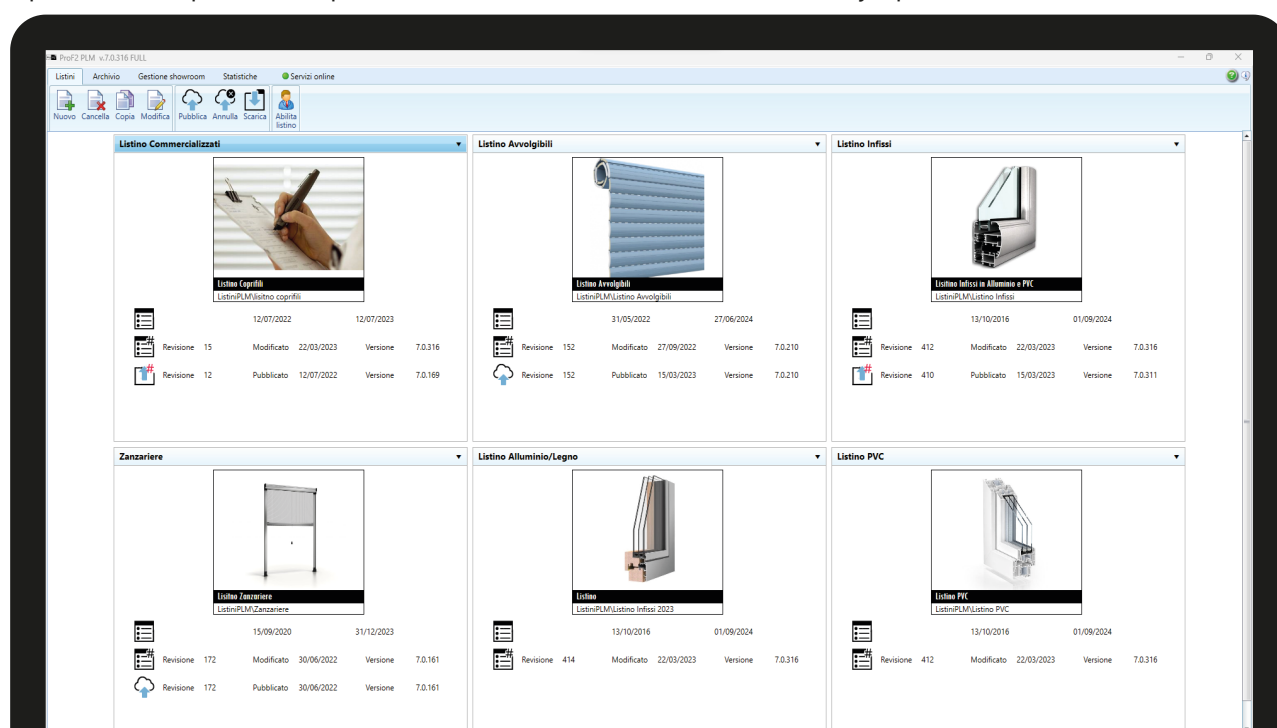 ProF2 PLM v.7.0.316 FULL
Listini Archivio Gestione showroom Statistiche Servizi online
Nuovo Cancella Copia Modifica Pubblica Annulla Scarica Abilita listino
Listino Commercializzati
Listino Coprifili
ListiniPLM\lisitno coprifili
12/07/2022 12/07/2023
Revisione 15 Modificato 22/03/2023 Versione 7.0.316
# Revisione 12 Pubblicato 12/07/2022 Versione 7.0.169
Listino Avvolgibili
Listino Avvolgibili
ListiniPLM\Listino Avvolgibili
31/05/2022 27/06/2024
Revisione 152 Modificato 27/09/2022 Versione 7.0.210
Revisione 152 Pubblicato 15/03/2023 Versione 7.0.210
Listino Infissi
Lisitino Infissi in Alluminio e PVC
ListiniPLM\Listino Infissi
13/10/2016 01/09/2024
Revisione 412 Modificato 22/03/2023 Versione 7.0.316
# Revisione 410 Pubblicato 15/03/2023 Versione 7.0.311
Zanzariere
Lisitno Zanzariere
ListiniPLM\Zanzariere
15/09/2020 31/12/2023
Revisione 172 Modificato 30/06/2022 Versione 7.0.161
Revisione 172 Pubblicato 30/06/2022 Versione 7.0.161
Listino Alluminio/Legno
Listino
ListiniPLM\Listino Infissi 2023
13/10/2016 01/09/2024
Revisione 414 Modificato 22/03/2023 Versione 7.0.316
Listino PVC
Listino PVC
ListiniPLM\Listino PVC
13/10/2016 01/09/2024
Revisione 412 Modificato 22/03/2023 Versione 7.0.316